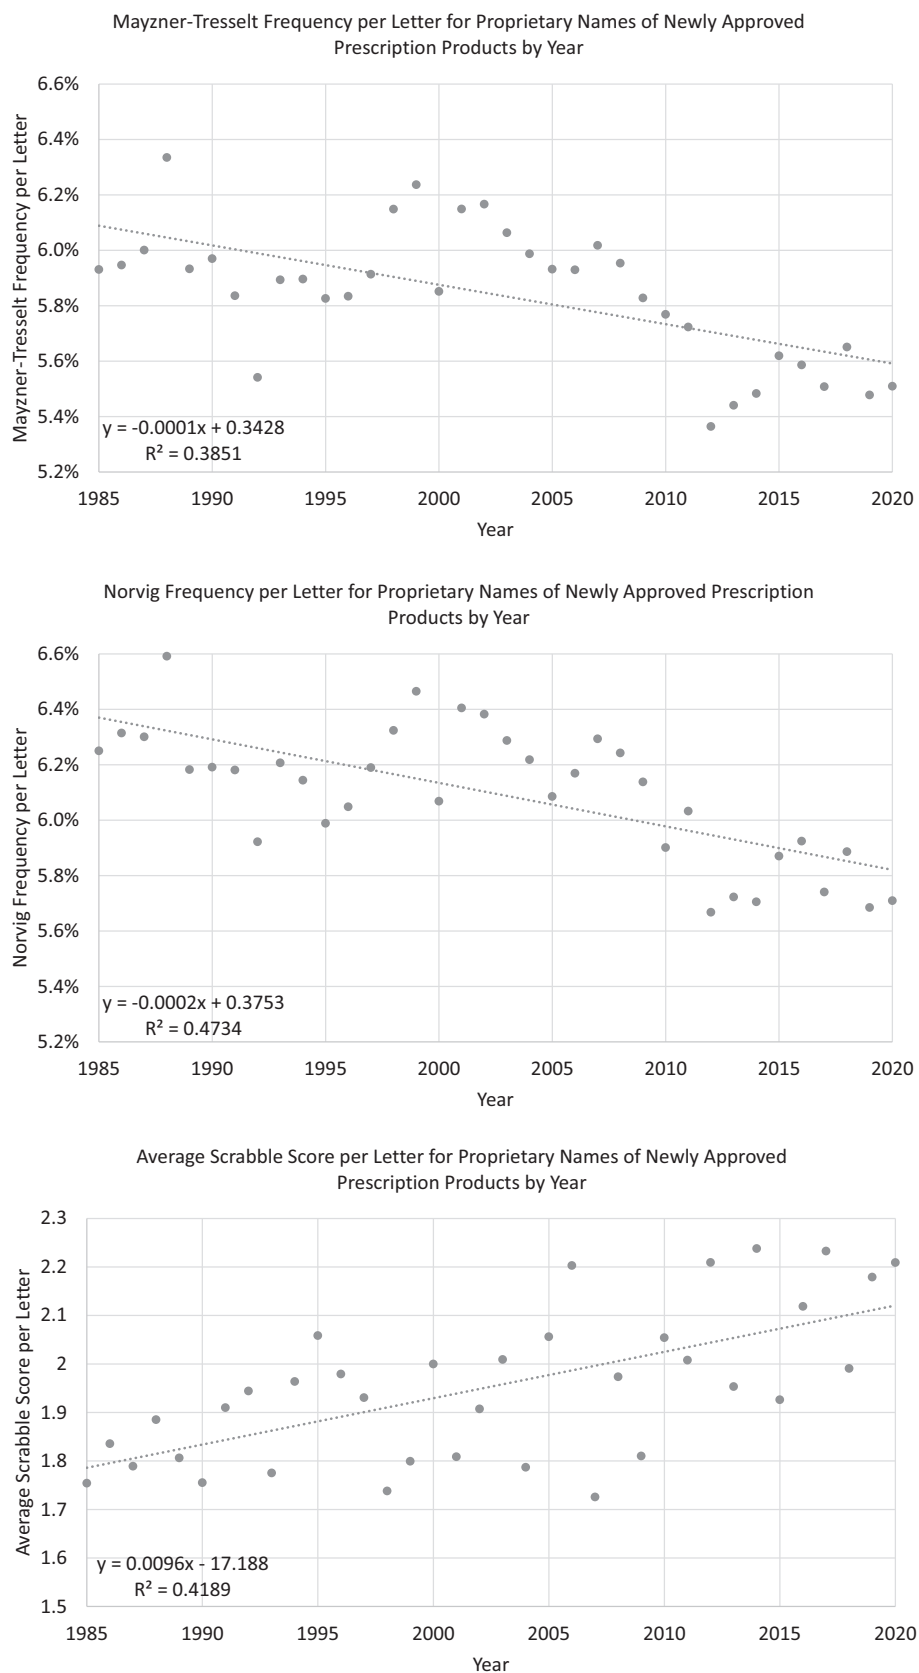 Mayzner-Tresselt Frequency per Letter for Proprietary Names of Newly Approved
Prescription Products by Year
Mayzner-Tresselt Frequency per Letter
6.6%
6.4%
6.2%
6.0%
5.8%
5.6%
5.4%
5.2%
y = -0.0001x + 0.3428
R² = 0.3851
1985 1990 1995 2000 2005 2010 2015 2020
Year
Norvig Frequency per Letter for Proprietary Names of Newly Approved Prescription
Products by Year
Norvig Frequency per Letter
6.6%
6.4%
6.2%
6.0%
5.8%
5.6%
5.4%
5.2%
y = -0.0002x + 0.3753
R² = 0.4734
1985 1990 1995 2000 2005 2010 2015 2020
Year
Average Scrabble Score per Letter for Proprietary Names of Newly Approved
Prescription Products by Year
Average Scrabble Score per Letter
2.3
2.2
2.1
2
1.9
1.8
1.7
1.6
1.5
y = 0.0096x - 17.188
R² = 0.4189
1985 1990 1995 2000 2005 2010 2015 2020
Year